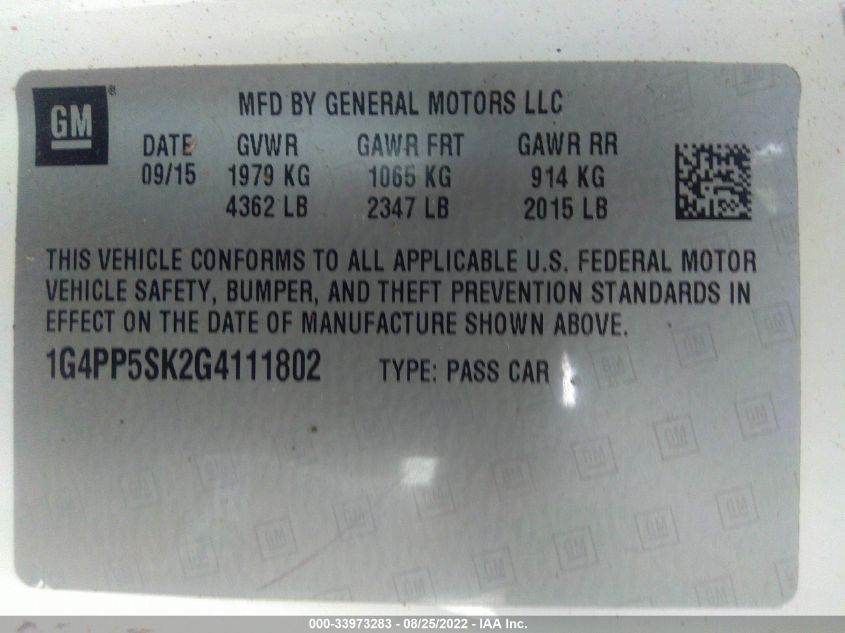 GM®
MFD BY GENERAL MOTORS LLC
DATE GVWR GAWR FRT GAWR RR
09/15 1979 KG 1065 KG 914 KG
4362 LB 2347 LB 2015 LB
THIS VEHICLE CONFORMS TO ALL APPLICABLE U.S. FEDERAL MOTOR
VEHICLE SAFETY, BUMPER, AND THEFT PREVENTION STANDARDS IN
EFFECT ON THE DATE OF MANUFACTURE SHOWN ABOVE.
1G4PP5SK2G4111802 TYPE: PASS CAR
000-33973283 - 08/25/2022 - IAA Inc.